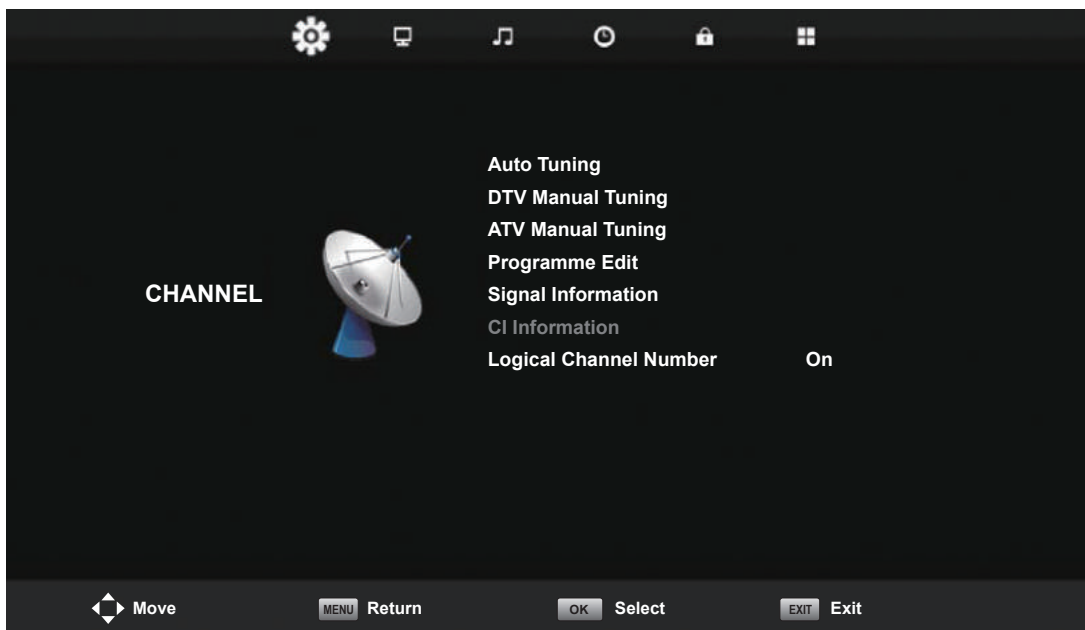 Auto Tuning
DTV Manual Tuning
ATV Manual Tuning
Programme Edit
CHANNEL
Signal Information
CI Information
Logical Channel Number On
Move MENU Return OK Select EXIT Exit